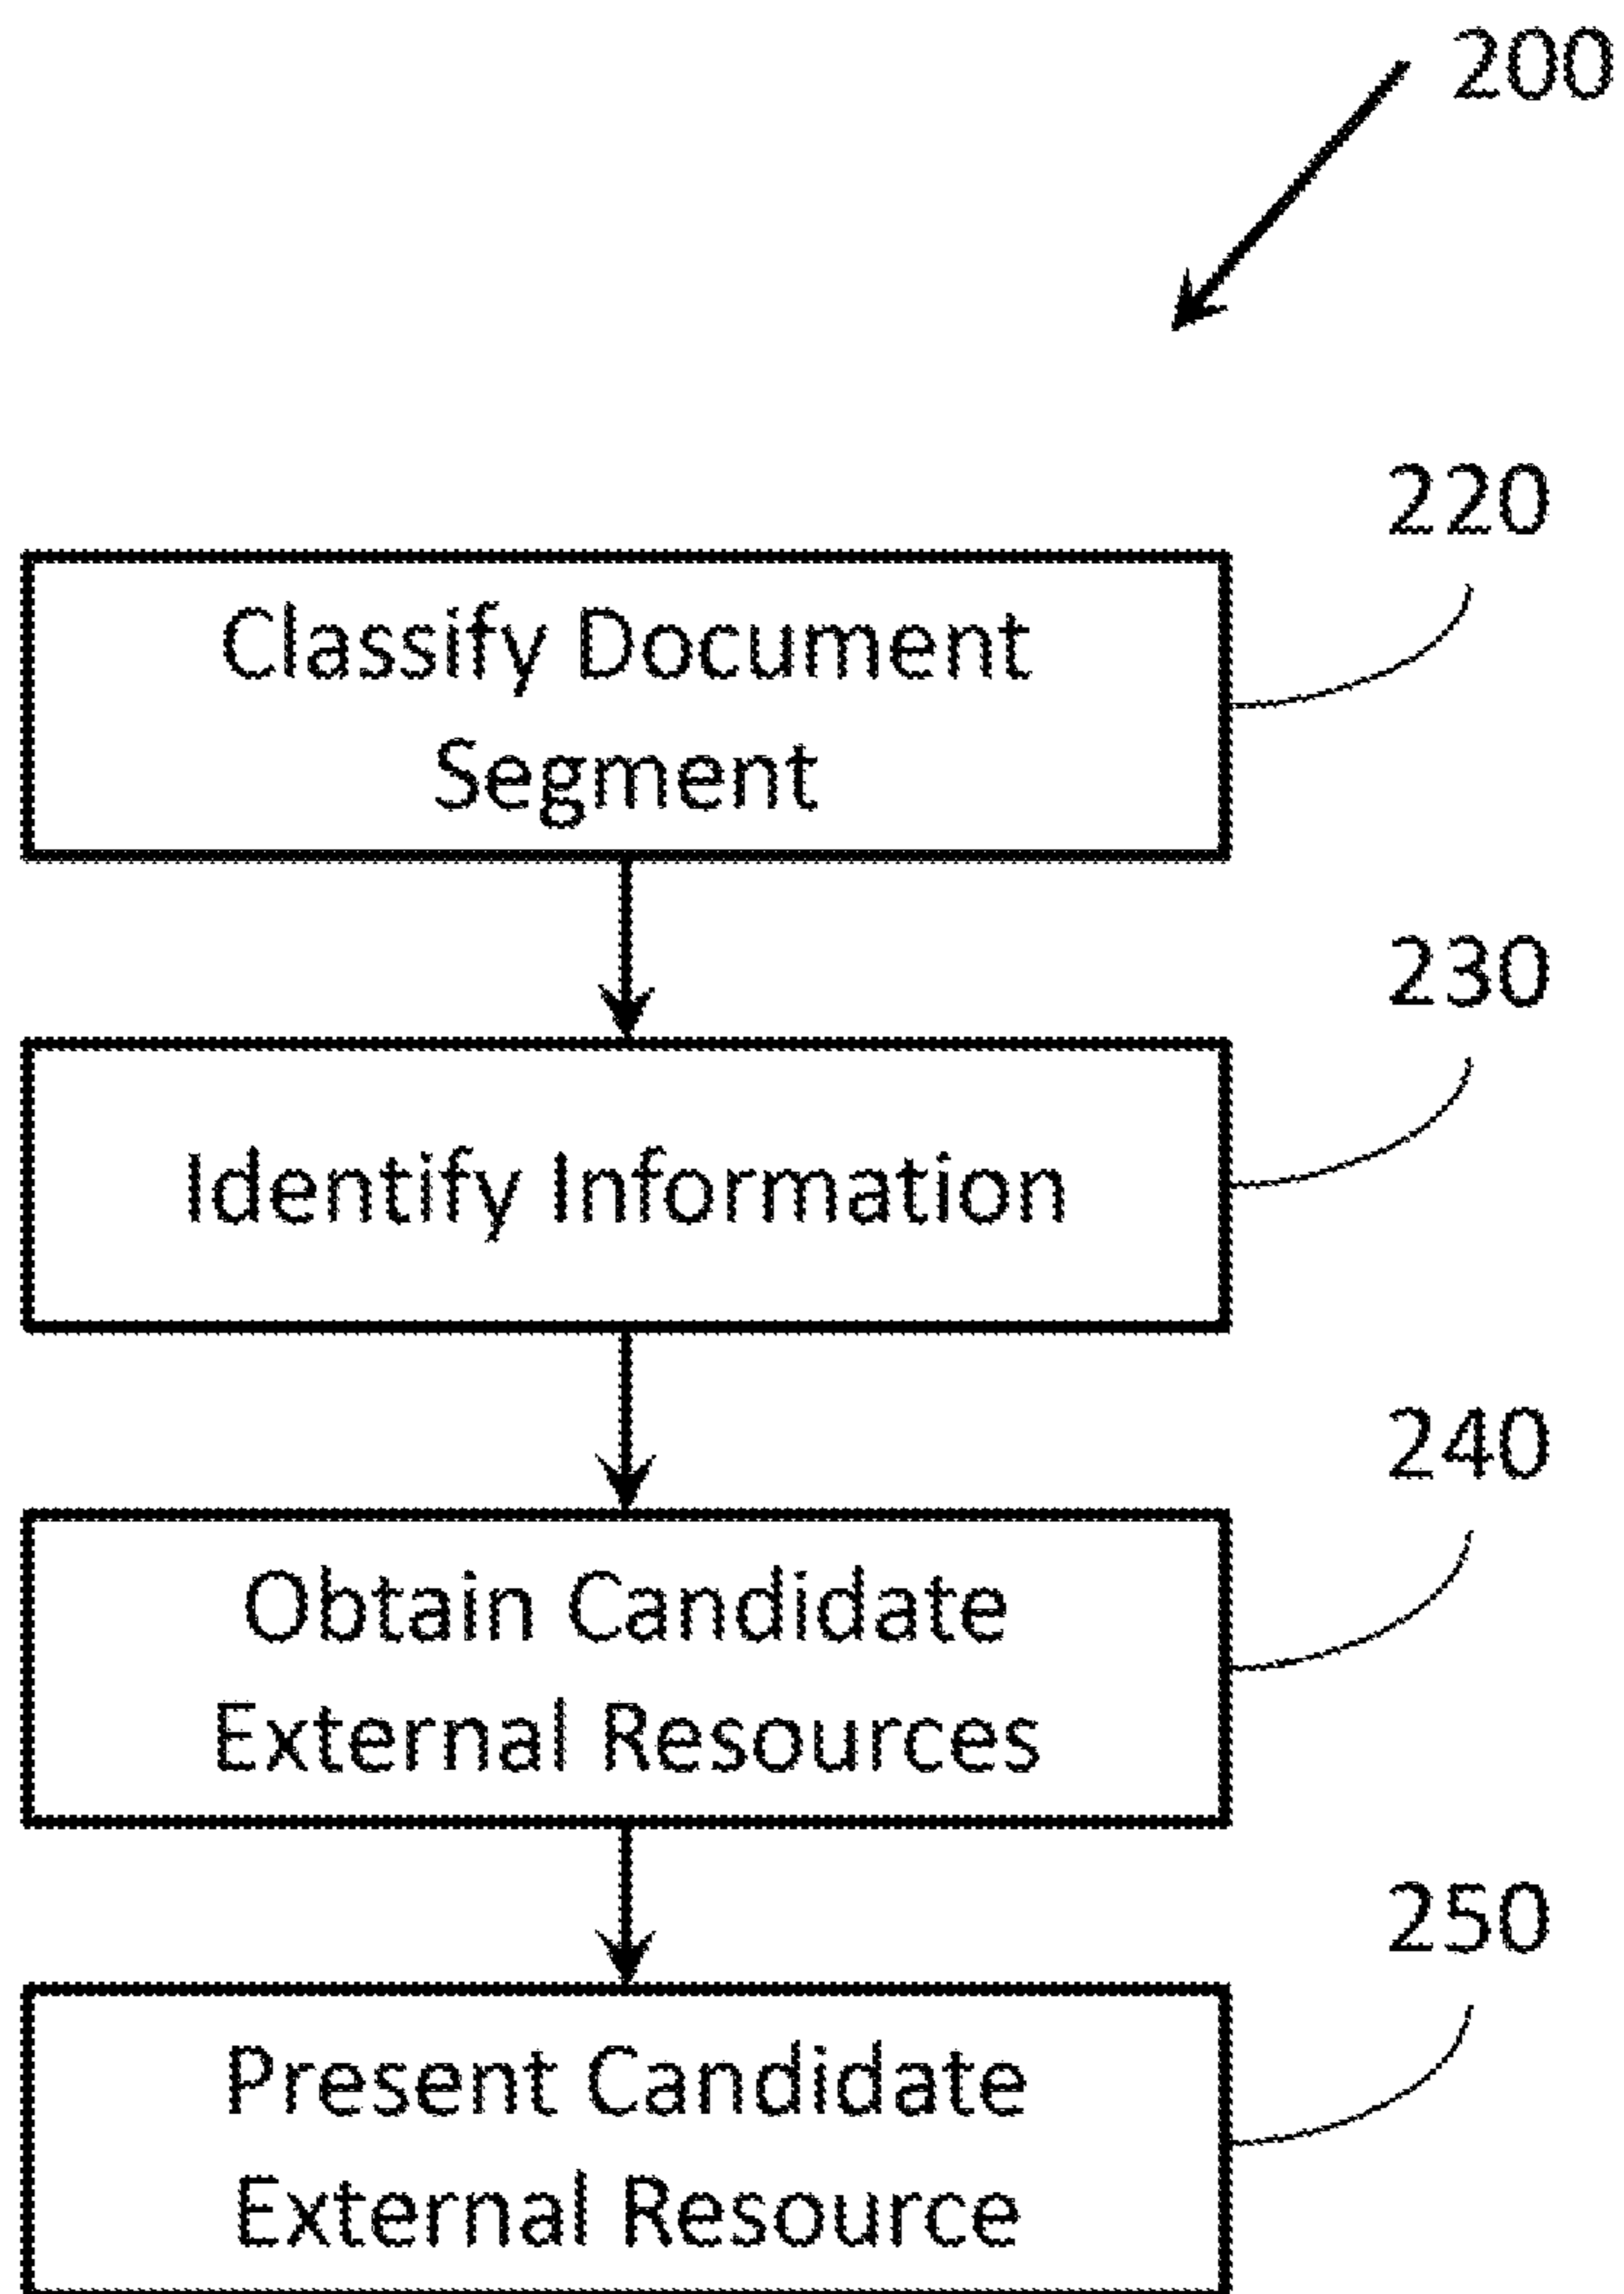 200
220
Classify Document
Segment
230
Identify Information
240
Obtain Candidate
External Resources
250
Present Candidate
External Resource